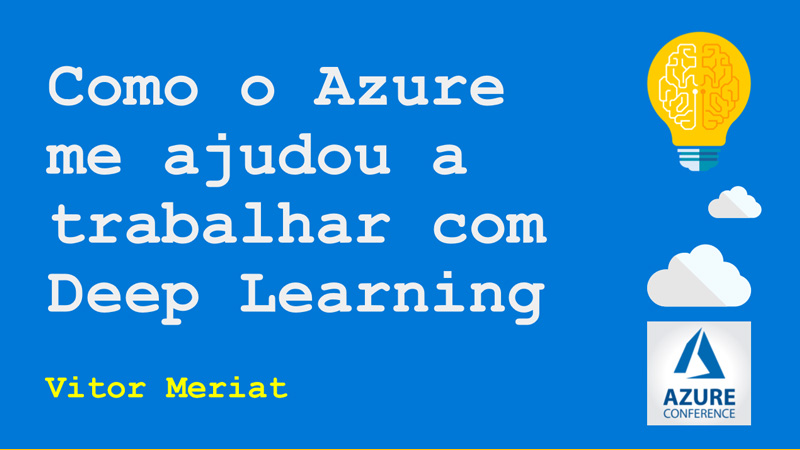 Como o Azure
me ajudou a
trabalhar com
Deep Learning
Vitor Meriat
AZURE
CONFERENCE